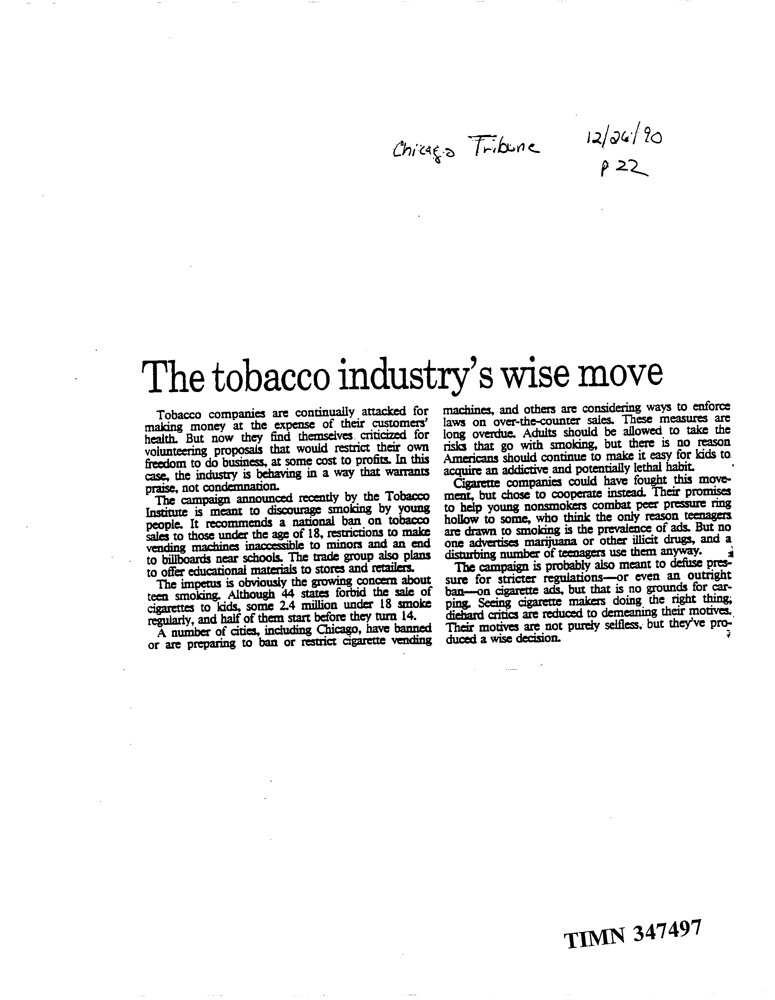 Chicago Tribune 12/26/90
p 22
The tobacco industry's wise move
Tobacco companies are continually attacked for
making money at the expense of their customers'
health. But now they find themselves criticized for
volunteering proposals that would restrict their own
freedom to do business, at some cost to profits. In this
case, the industry is behaving in a way that warrants
praise, not condemnation.
The campaign announced recently by the Tobacco
Institute is meant to discourage smoking by young
people. It recommends a national ban on tobacco
sales to those under the age of 18, restrictions to make
vending machines inaccessible to minors and an end
to billboards near schools. The trade group also plans
to offer educational materials to stores and retailers.
The impetus is obviously the growing concern about
teen smoking. Although 44 states forbid the sale of
cigarettes to kids, some 2.4 million under 18 smoke
regularly, and half of them start before they turn 14.
A number of cities, including Chicago, have banned
or are preparing to ban or restrict cigarette vending
machines, and others are considering ways to enforce
laws on over-the-counter sales. These measures are
long overdue. Adults should be allowed to take the
risks that go with smoking, but there is no reason
Americans should continue to make it easy for kids to
acquire an addictive and potentially lethal habit.
Cigarette companies could have fought this move-
ment, but chose to cooperate instead. Their promises
to help young nonsmokers combat peer pressure ring
hollow to some, who think the only reason teenagers
are drawn to smoking is the prevalence of ads. But no
one advertises marijuana or other illicit drugs, and a
disturbing number of teenagers use them anyway.
The campaign is probably also meant to defuse pres-
sure for stricter regulations—or even an outright
ban—on cigarette ads, but that is no grounds for car-
ping. Seeing cigarette makers doing the right thing,
diehard critics are reduced to demeaning their motives.
Their motives are not purely selfless, but they've pro-
duced a wise decision.
TIMN 347497